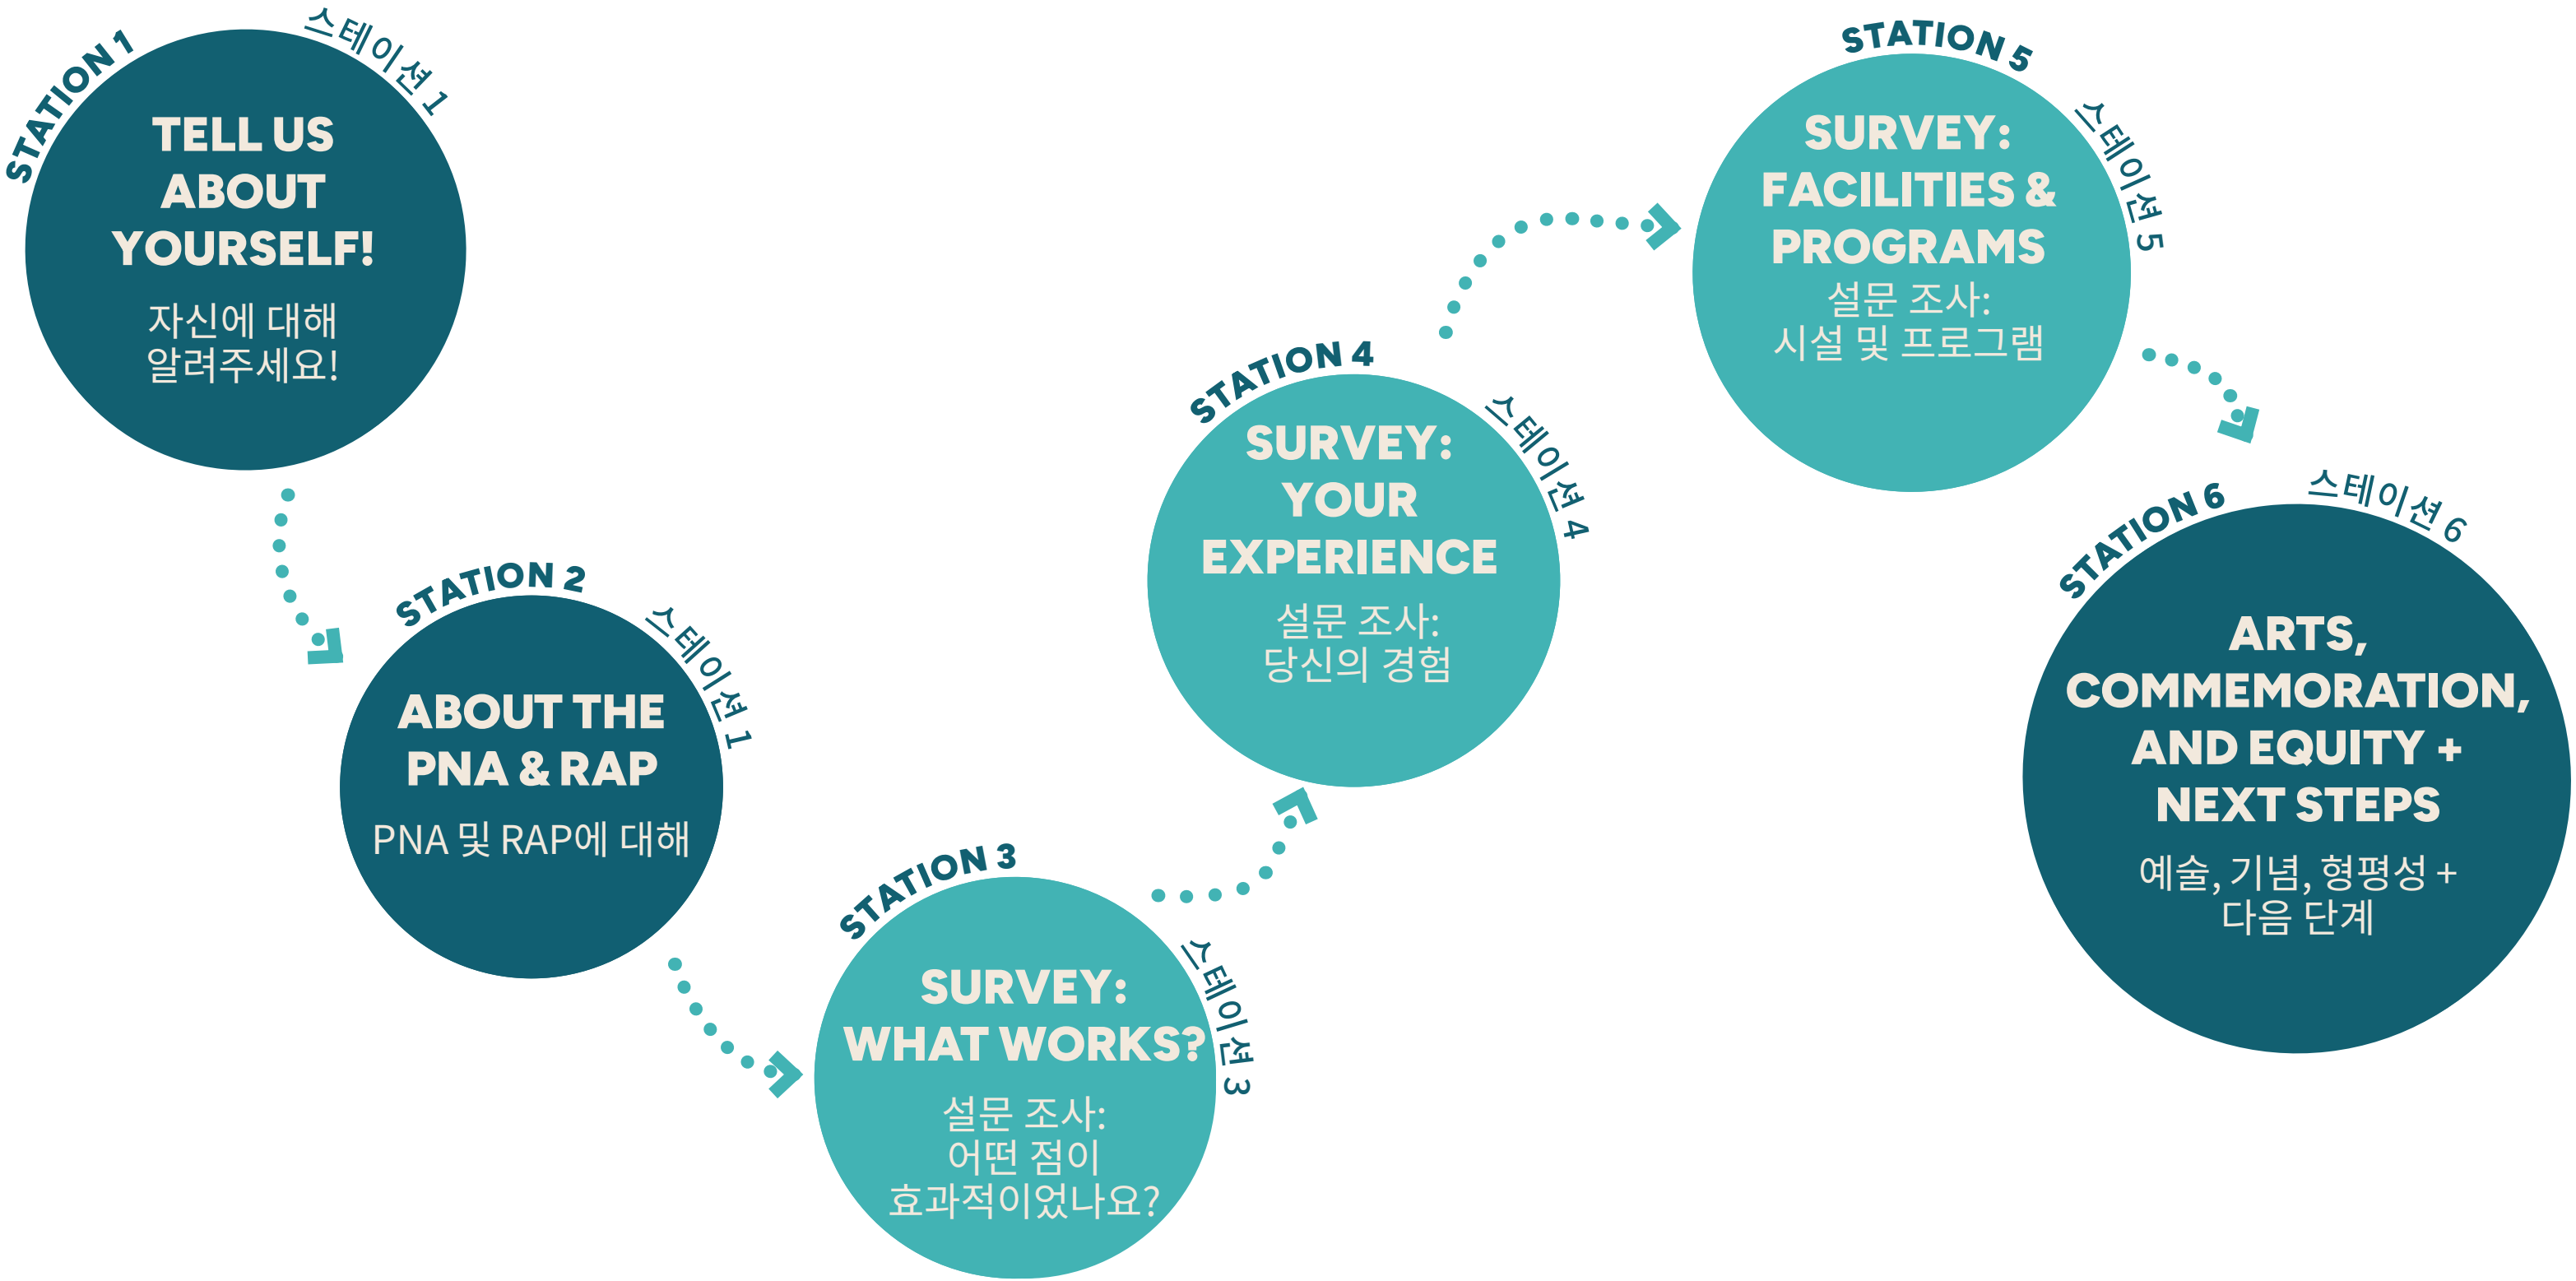 STATION 1
스테이션 1
TELL US
ABOUT
YOURSELF!
자신에 대해
알려주세요!
STATION 2
스테이션 1
ABOUT THE
PNA & RAP
PNA 및 RAP에 대해
STATION 3
스테이션 3
SURVEY:
WHAT WORKS?
설문 조사:
어떤 점이
효과적이었나요?
STATION 4
스테이션 4
SURVEY:
YOUR
EXPERIENCE
설문 조사:
당신의 경험
STATION 5
스테이션 5
SURVEY:
FACILITIES &
PROGRAMS
설문 조사:
시설 및 프로그램
STATION 6
스테이션 6
ARTS,
COMMEMORATION,
AND EQUITY +
NEXT STEPS
예술, 기념, 형평성 +
다음 단계